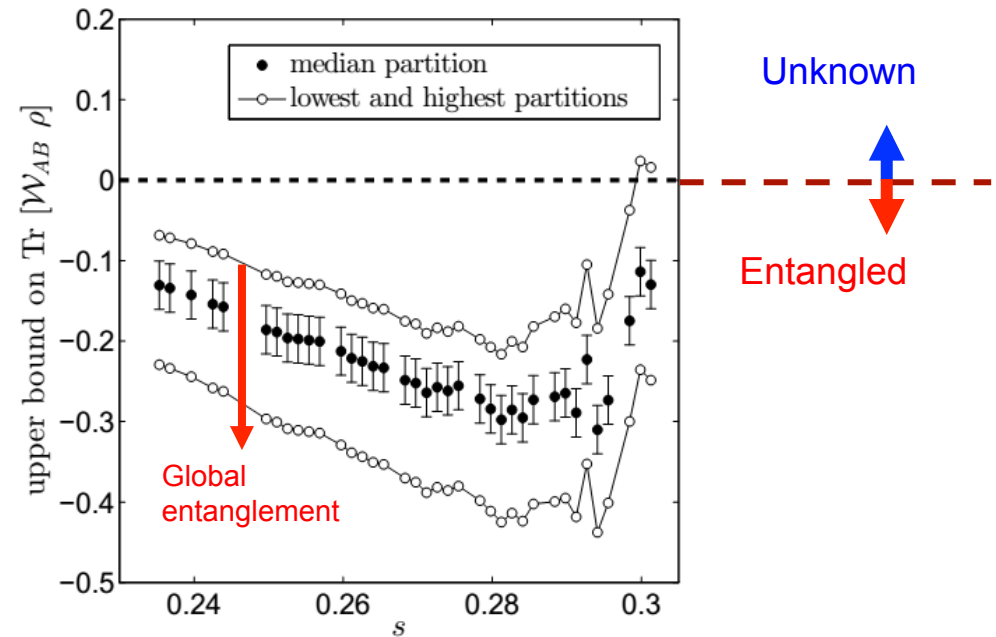 0.2
0.1
0
−0.1
−0.2
−0.3
−0.4
−0.5
upper bound on Tr [𝒲_AB ρ]
median partition
lowest and highest partitions
Unknown
Entangled
Global
entanglement
0.24
0.26
0.28
0.3
s